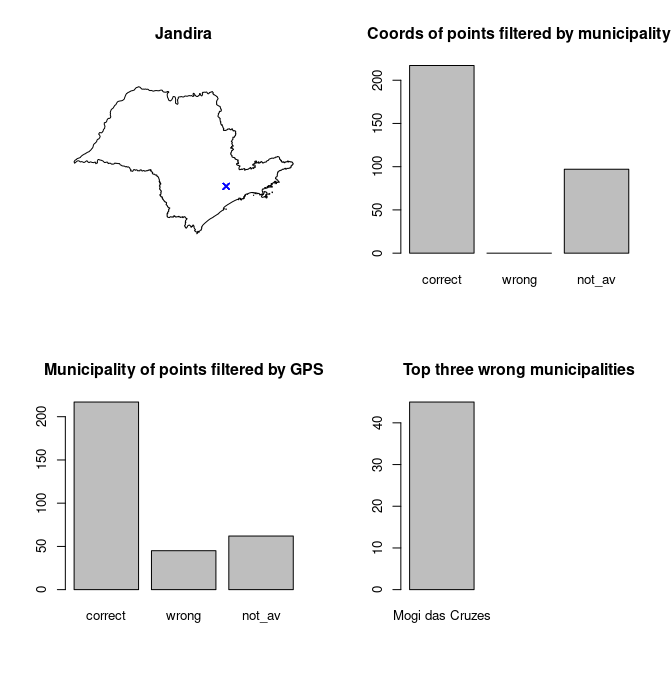 Jandira
Coords of points filtered by municipality
200
150
100
50
0
correct wrong not_av
Municipality of points filtered by GPS
200
150
100
50
0
correct wrong not_av
Top three wrong municipalities
40
30
20
10
0
Mogi das Cruzes